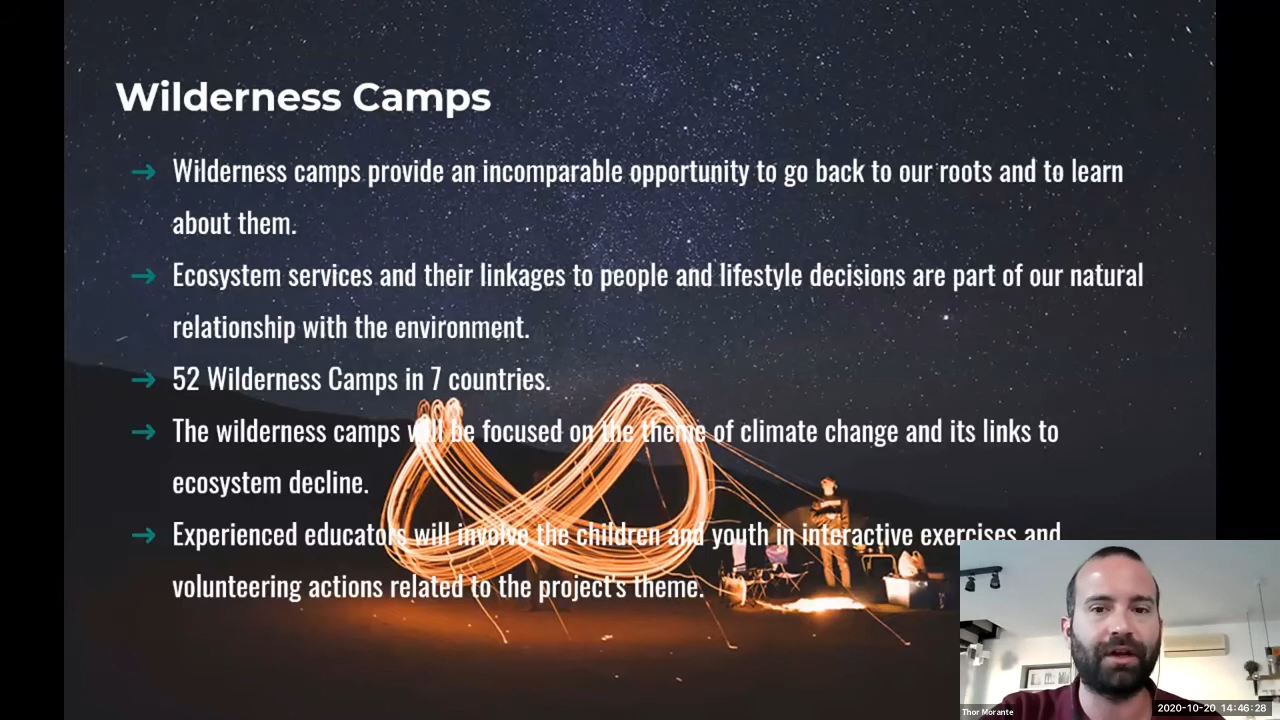 Wilderness Camps
→ Wilderness camps provide an incomparable opportunity to go back to our roots and to learn
about them.
→ Ecosystem services and their linkages to people and lifestyle decisions are part of our natural
relationship with the environment.
→ 52 Wilderness Camps in 7 countries.
→ The wilderness camps will be focused on the theme of climate change and its links to
ecosystem decline.
→ Experienced educators will involve the children and youth in interactive exercises and
volunteering actions related to the project's theme.
Thor Morante
2020-10-20 14:46:28